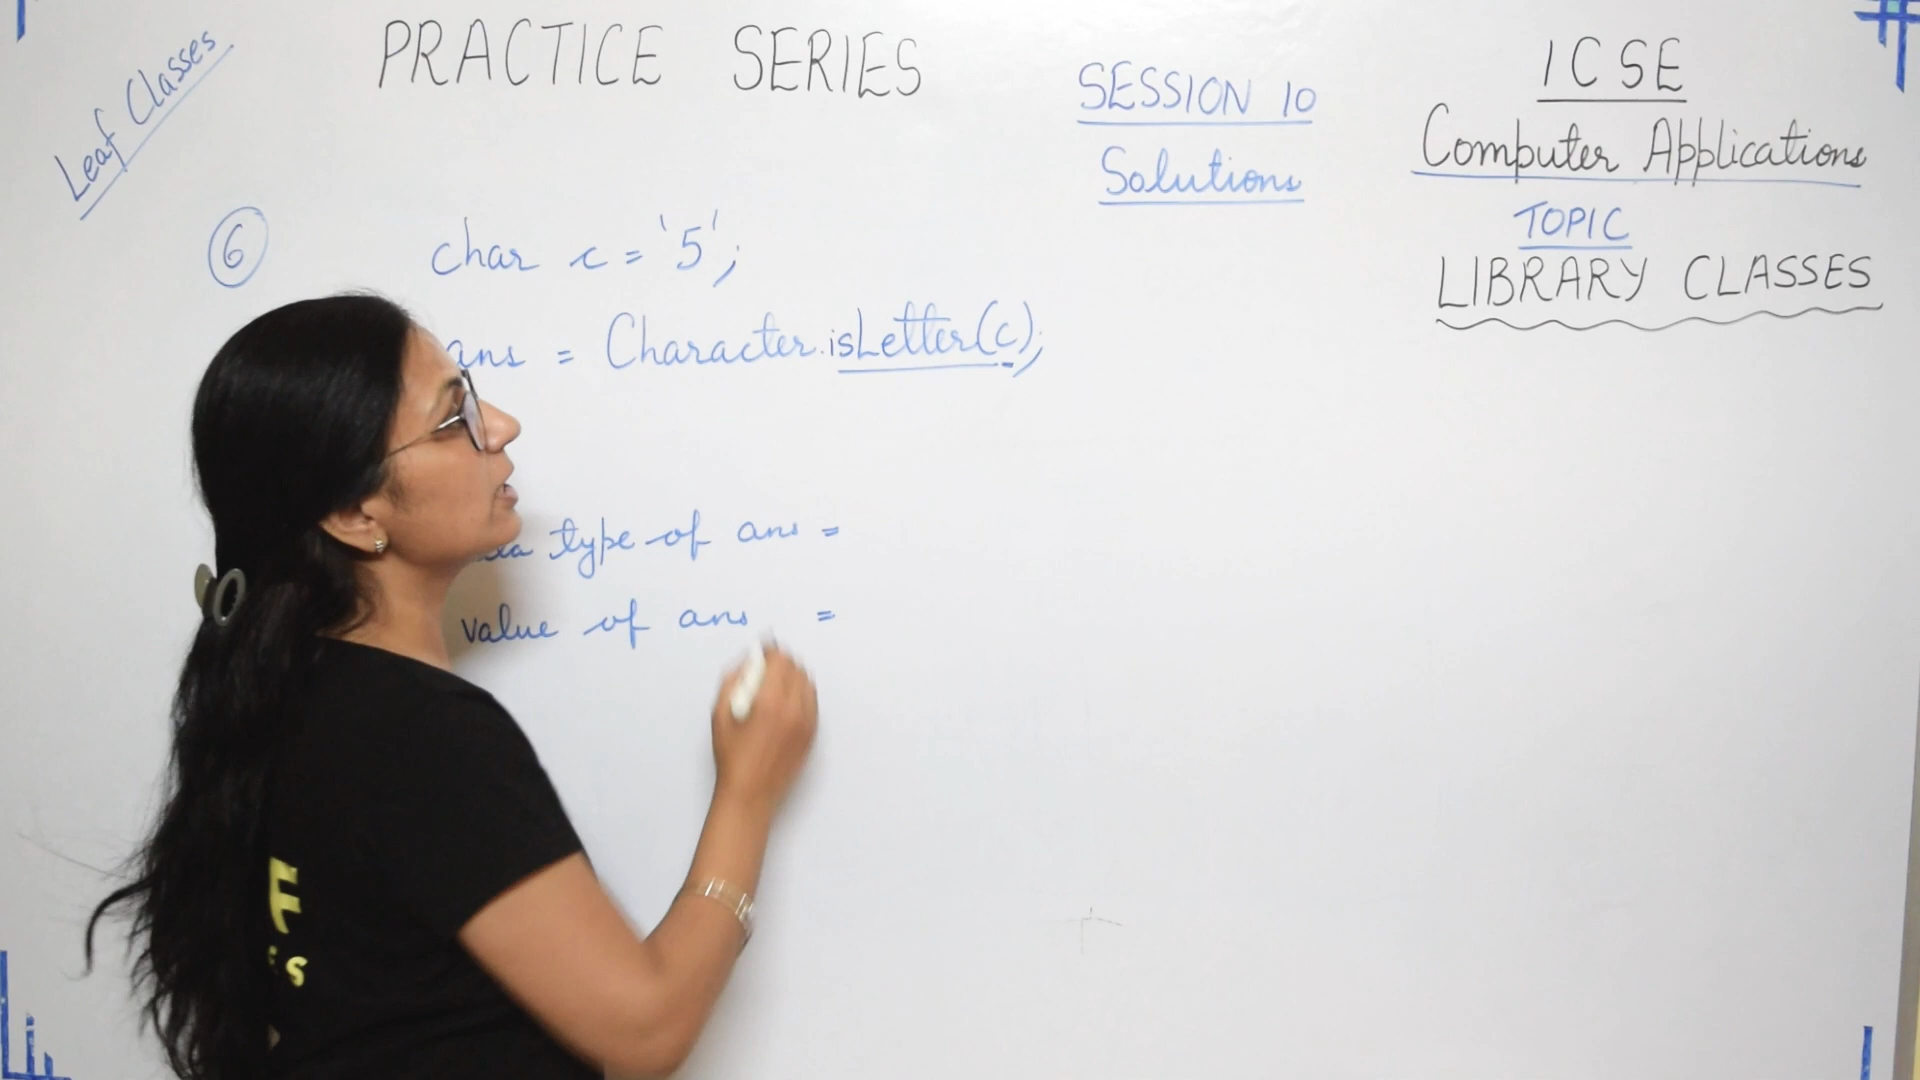 Leaf Classes
PRACTICE SERIES
SESSION 10
Solutions
ICSE
Computer Applications
TOPIC
LIBRARY CLASSES
6
char c = '5';
ans = Character.isLetter(c);
type of ans =
value of ans =
F
S